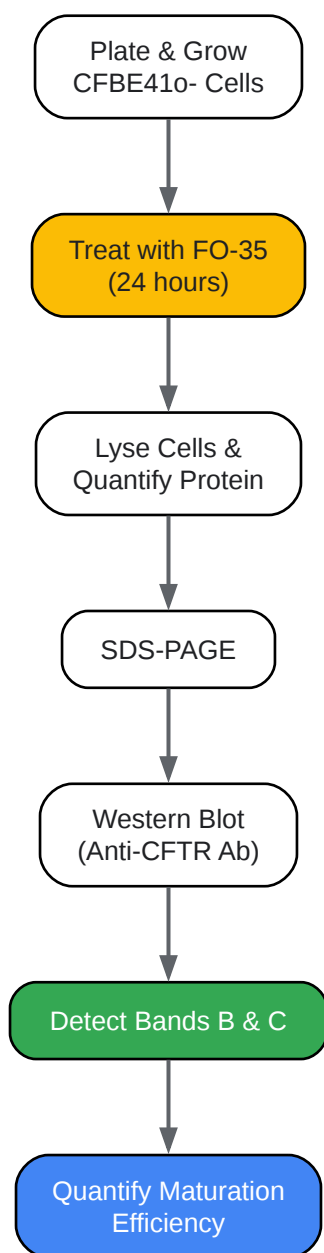 Plate & Grow
CFBE41o- Cells
Treat with FO-35
(24 hours)
Lyse Cells &
Quantify Protein
SDS-PAGE
Western Blot
(Anti-CFTR Ab)
Detect Bands B & C
Quantify Maturation
Efficiency